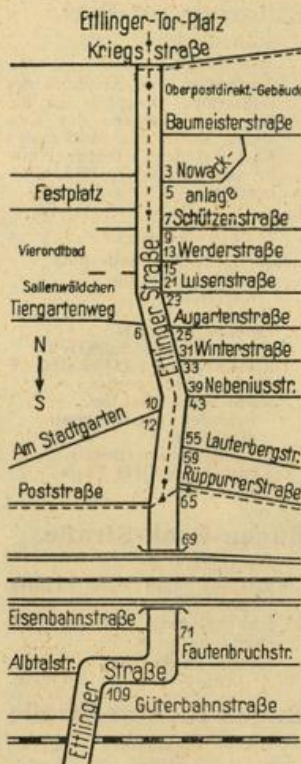 Ettlinger-Tor-Platz
Kriegsstraße
Oberpostdirekt.-Gebäude
Baumeisterstraße
3 Nowack-
5 anlage
Festplatz
7 Schützenstraße
9
13 Werderstraße
Vierordtbad
15
21 Luisenstraße
Sallenwäldchen
23
Tiergartenweg
Augartenstraße
6
25
Ettlinger Straße
31 Winterstraße
33
N
S
39 Nebeniusstr.
43
10
12
Am Stadtgarten
55 Lauterbergstr.
59
Rüppurrer Straße
2
Poststraße
65
69
Eisenbahnstraße
71
Fautenbruchstr.
Albtalstr.
Ettlinger Straße
109
Güterbahnstraße